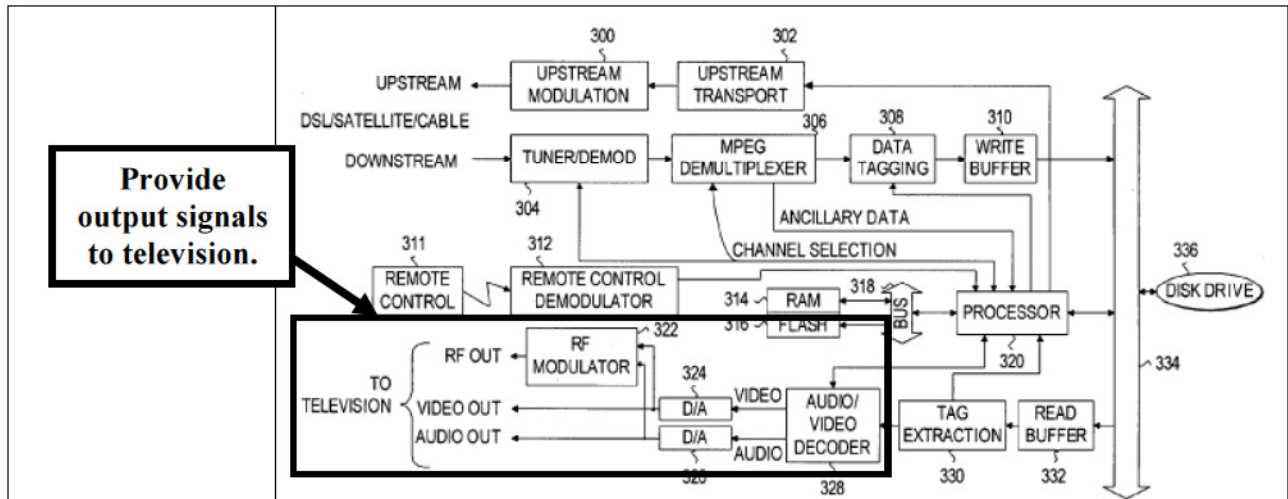 300
302
UPSTREAM
UPSTREAM
MODULATION
UPSTREAM
TRANSPORT
DSL/SATELLITE/CABLE
306
308
310
DOWNSTREAM
TUNER/DEMOD
MPEG
DEMULTIPLEXER
DATA
TAGGING
WRITE
BUFFER
304
Provide
output signals
to television.
ANCILLARY DATA
CHANNEL SELECTION
311
312
REMOTE
CONTROL
REMOTE CONTROL
DEMODULATOR
314
RAM
316
FLASH
318
BUS
PROCESSOR
320
336
DISK DRIVE
334
322
RF OUT
RF
MODULATOR
TO
TELEVISION
324
VIDEO OUT
D/A
VIDEO
AUDIO OUT
D/A
AUDIO
AUDIO/
VIDEO
DECODER
328
TAG
EXTRACTION
330
READ
BUFFER
332